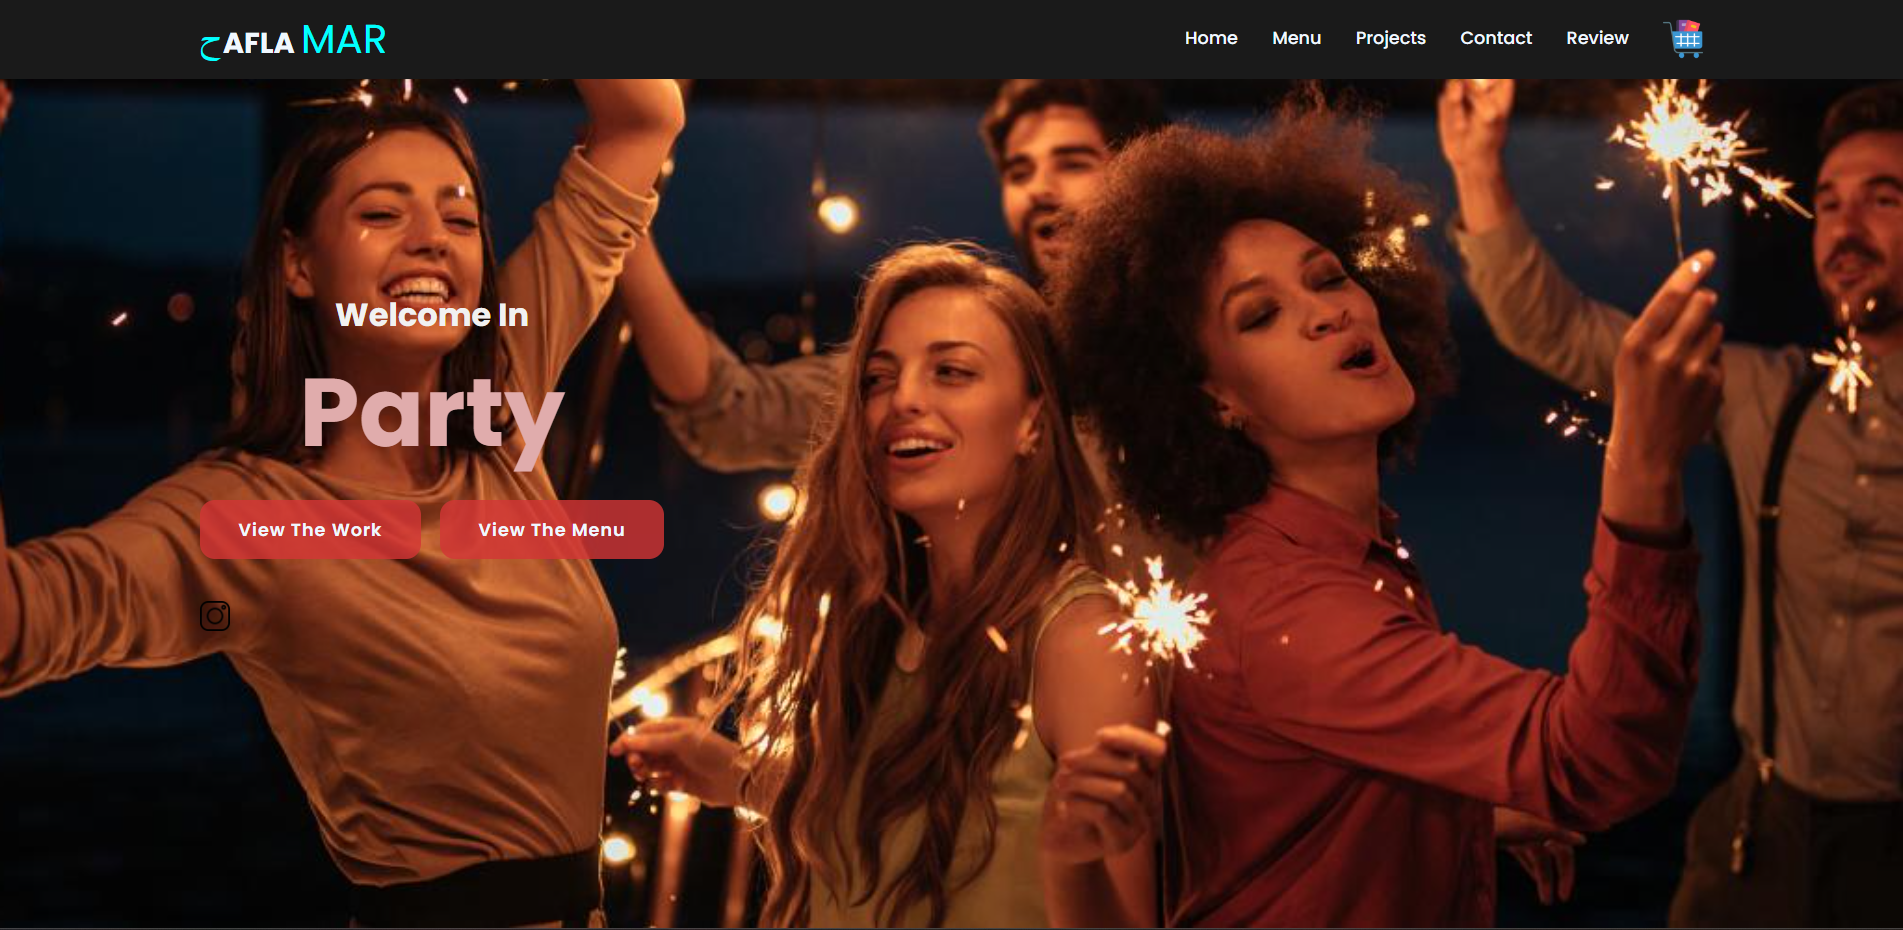 حAFLA MAR
Home Menu Projects Contact Review
Welcome In
Party
View The Work View The Menu